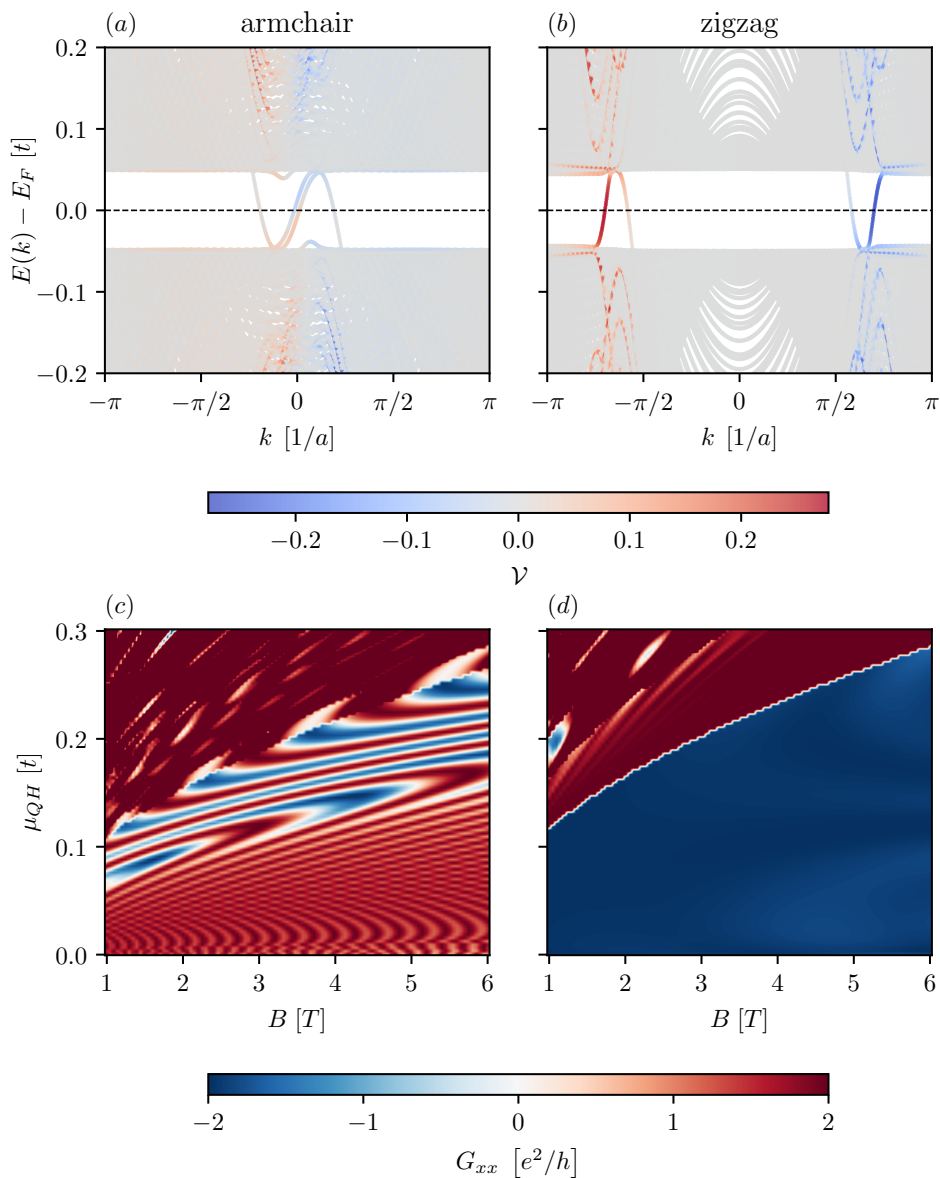 (a) armchair
(b) zigzag
E(k) − E_F [t]
0.2
0.1
0.0
−0.1
−0.2
−π −π/2 0 π/2 π
−π −π/2 0 π/2 π
k [1/a]
k [1/a]
−0.2 −0.1 0.0 0.1 0.2
𝒱
(c)
(d)
μ_QH [t]
0.3
0.2
0.1
0.0
1 2 3 4 5 6
1 2 3 4 5 6
B [T]
B [T]
−2 −1 0 1 2
G_xx [e²/h]